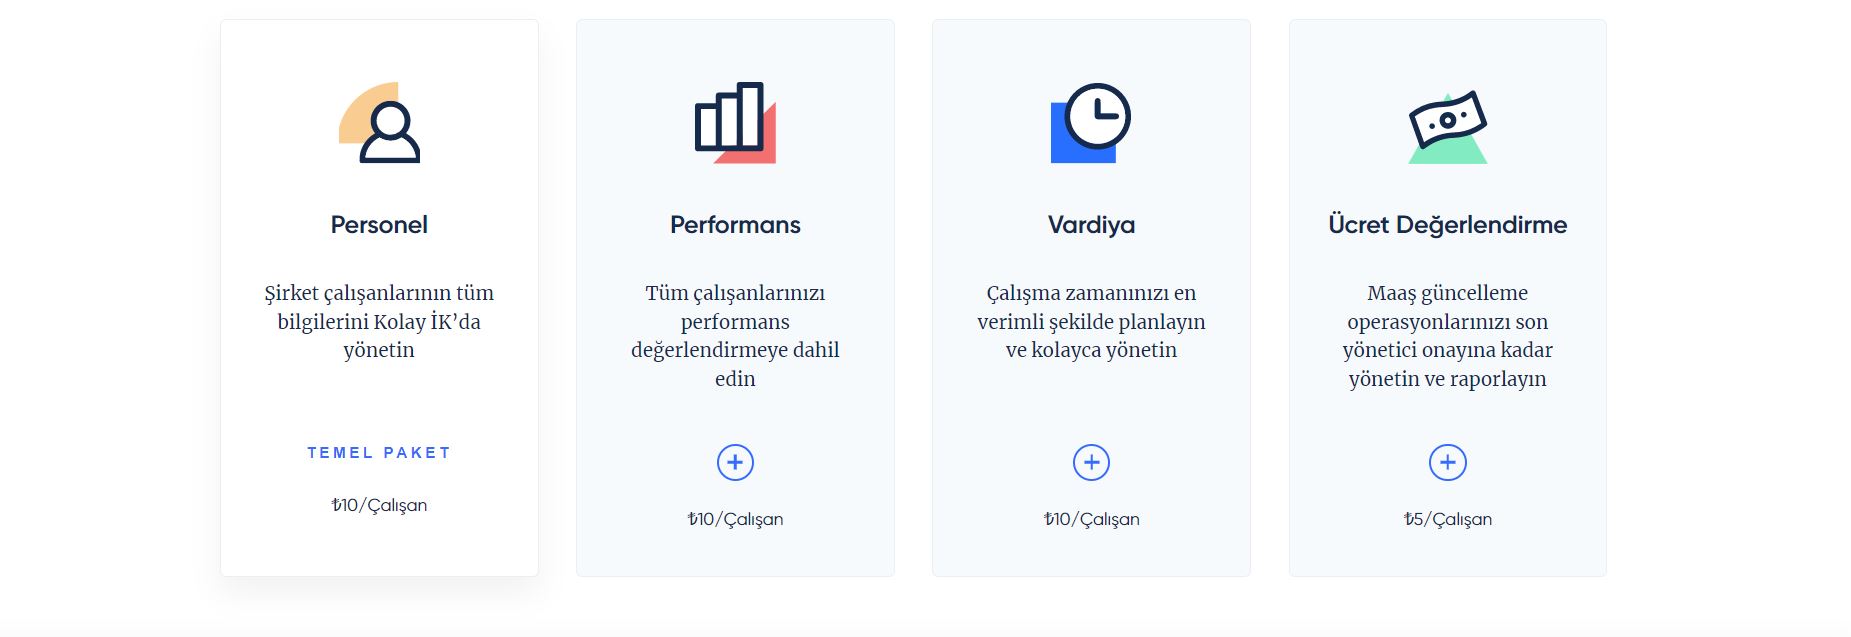 Personel
Şirket çalışanlarının tüm
bilgilerini Kolay İK’da
yönetin
TEMEL PAKET
₺10/Çalışan
Performans
Tüm çalışanlarınızı
performans
değerlendirmeye dahil
edin
₺10/Çalışan
Vardiya
Çalışma zamanınızı en
verimli şekilde planlayın
ve kolayca yönetin
₺10/Çalışan
Ücret Değerlendirme
Maaş güncelleme
operasyonlarınızı son
yönetici onayına kadar
yönetin ve raporlayın
₺5/Çalışan